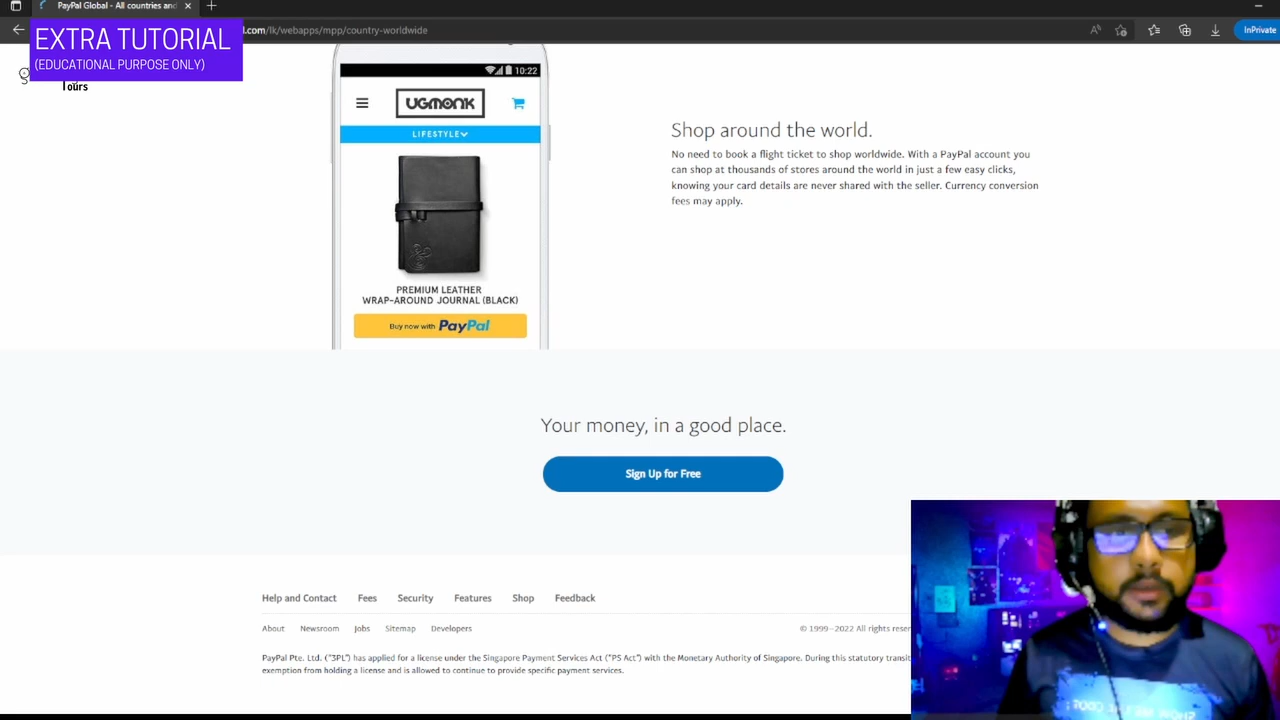 PayPal Global - All countries and
EXTRA TUTORIAL
(EDUCATIONAL PURPOSE ONLY)
.com/lk/webapps/mpp/country-worldwide
InPrivate
Tours
10:22
UGMONK
LIFESTYLE
PREMIUM LEATHER
WRAP-AROUND JOURNAL (BLACK)
Buy now with PayPal
Shop around the world.
No need to book a flight ticket to shop worldwide. With a PayPal account you
can shop at thousands of stores around the world in just a few easy clicks,
knowing your card details are never shared with the seller. Currency conversion
fees may apply.
Your money, in a good place.
Sign Up for Free
Help and Contact Fees Security Features Shop Feedback
About Newsroom Jobs Sitemap Developers
© 1999–2022 All rights reser
PayPal Pte. Ltd. ("3PL") has applied for a license under the Singapore Payment Services Act ("PS Act") with the Monetary Authority of Singapore. During this statutory transit
exemption from holding a license and is allowed to continue to provide specific payment services.